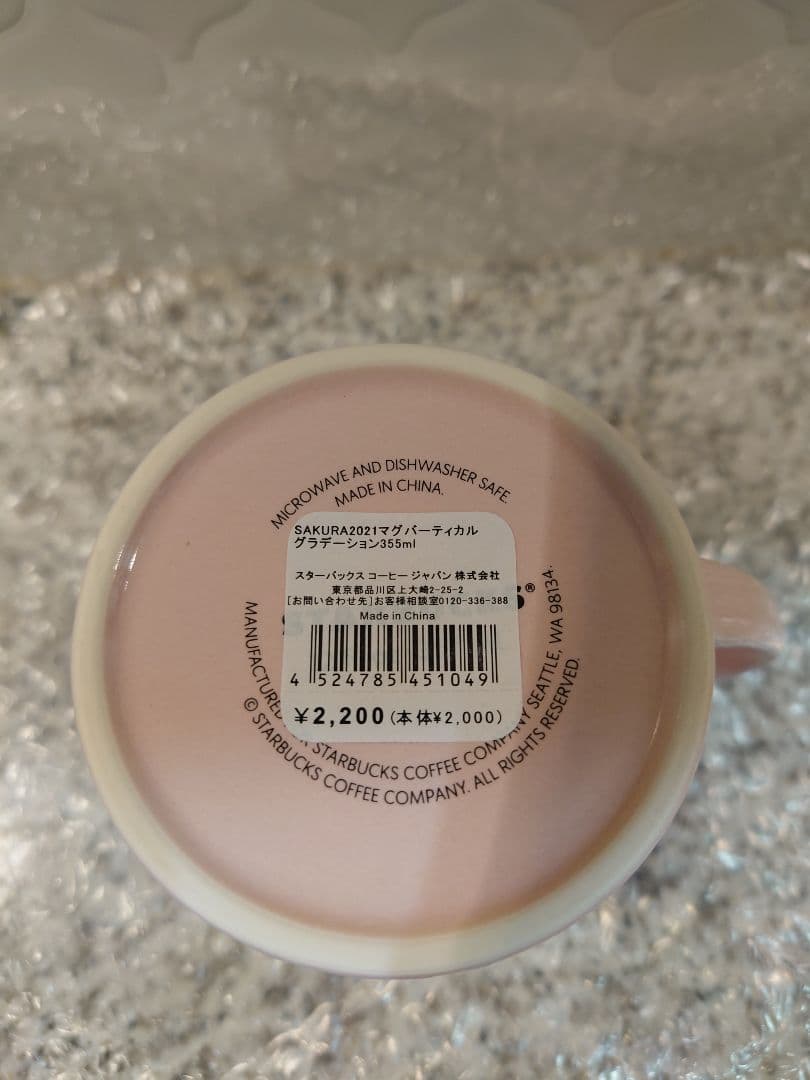 MICROWAVE AND DISHWASHER SAFE.
MADE IN CHINA.
SAKURA2021マグバーティカル
グラデーション355ml
スターバックス コーヒー ジャパン 株式会社
東京都品川区上大崎2-25-2
[お問い合わせ先]お客様相談室0120-336-388
Made in China
4 524785 451049
¥2,200(本体¥2,000)
MANUFACTURED STARBUCKS COFFEE COMPANY SEATTLE, WA 98134.
© STARBUCKS COFFEE COMPANY. ALL RIGHTS RESERVED.